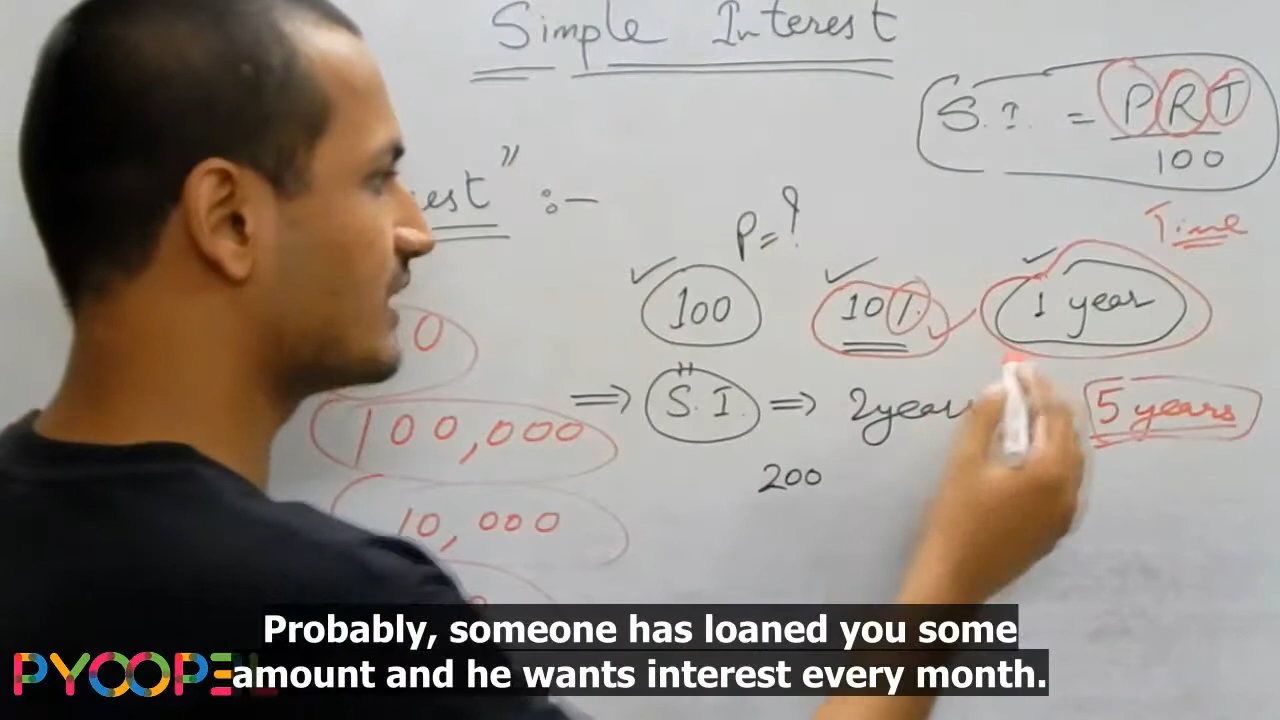 Simple Interest
S.I. = PRT
100
est" :-
P=?
Time
100 10%. 1 year
0
100,000
⇒ S.I. ⇒ 2years 5 years
200
10,000
Probably, someone has loaned you some
amount and he wants interest every month.
PYOOPEL